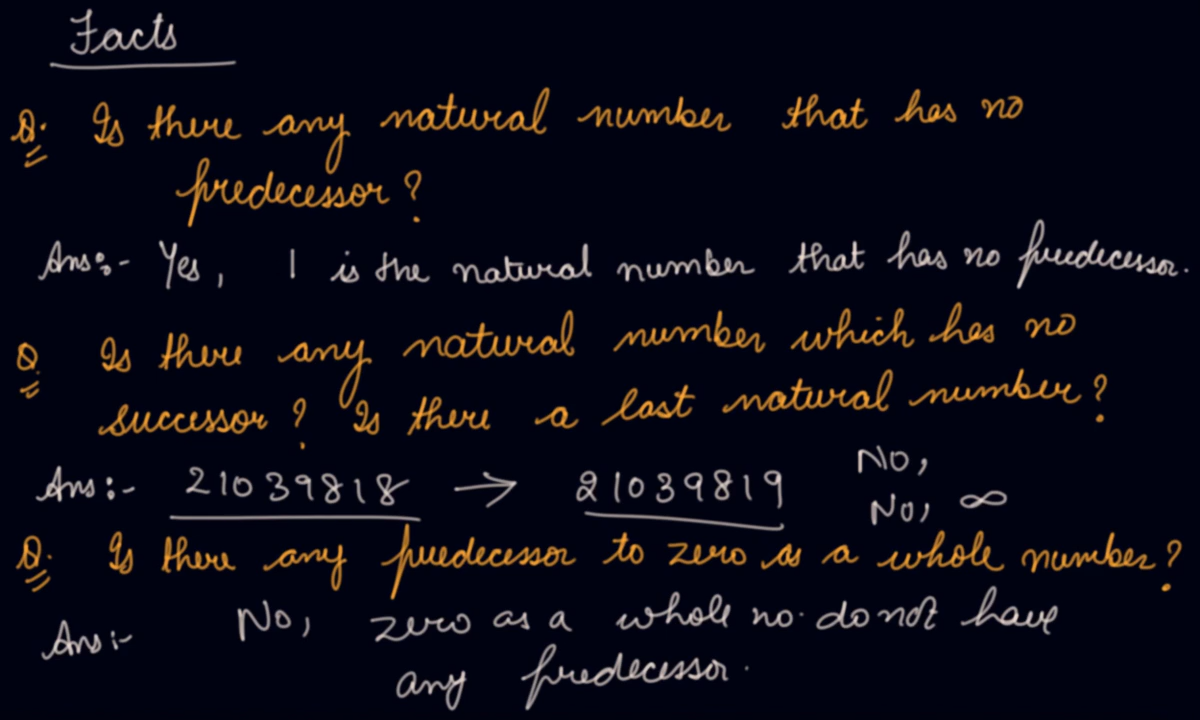 Facts
Q. Is there any natural number that has no
predecessor?
Ans:- Yes, 1 is the natural number that has no predecessor.
Q Is there any natural number which has no
successor? Is there a last natural number?
Ans:- 21039818 → 21039819 No,
No, ∞
Q. Is there any predecessor to zero as a whole number?
Ans:- No, zero as a whole no. do not have
any predecessor.